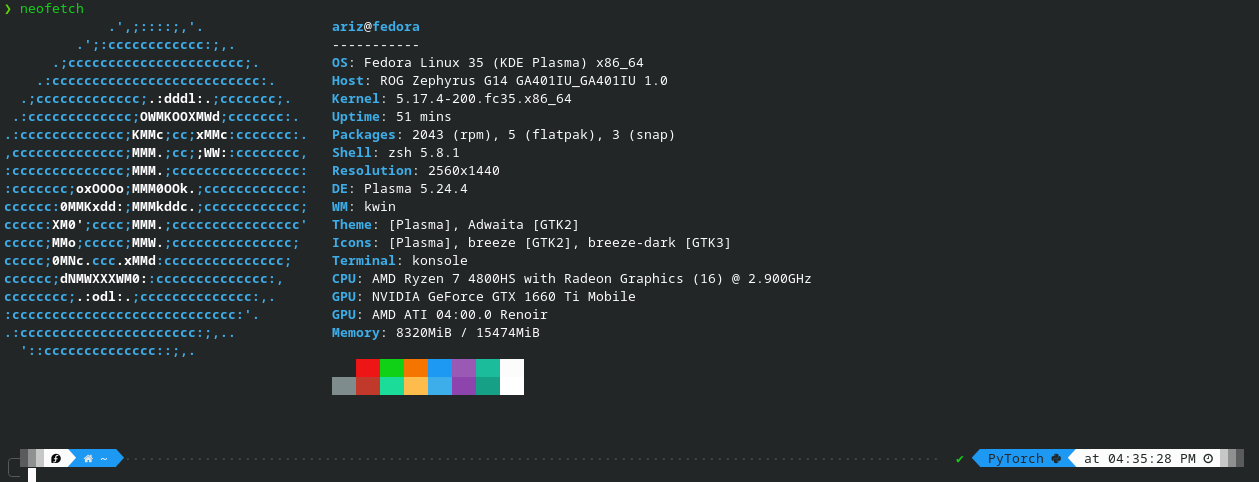 ❯ neofetch
ariz@fedora
-----------
OS: Fedora Linux 35 (KDE Plasma) x86_64
Host: ROG Zephyrus G14 GA401IU_GA401IU 1.0
Kernel: 5.17.4-200.fc35.x86_64
Uptime: 51 mins
Packages: 2043 (rpm), 5 (flatpak), 3 (snap)
Shell: zsh 5.8.1
Resolution: 2560x1440
DE: Plasma 5.24.4
WM: kwin
Theme: [Plasma], Adwaita [GTK2]
Icons: [Plasma], breeze [GTK2], breeze-dark [GTK3]
Terminal: konsole
CPU: AMD Ryzen 7 4800HS with Radeon Graphics (16) @ 2.900GHz
GPU: NVIDIA GeForce GTX 1660 Ti Mobile
GPU: AMD ATI 04:00.0 Renoir
Memory: 8320MiB / 15474MiB
~ ✔ PyTorch at 04:35:28 PM